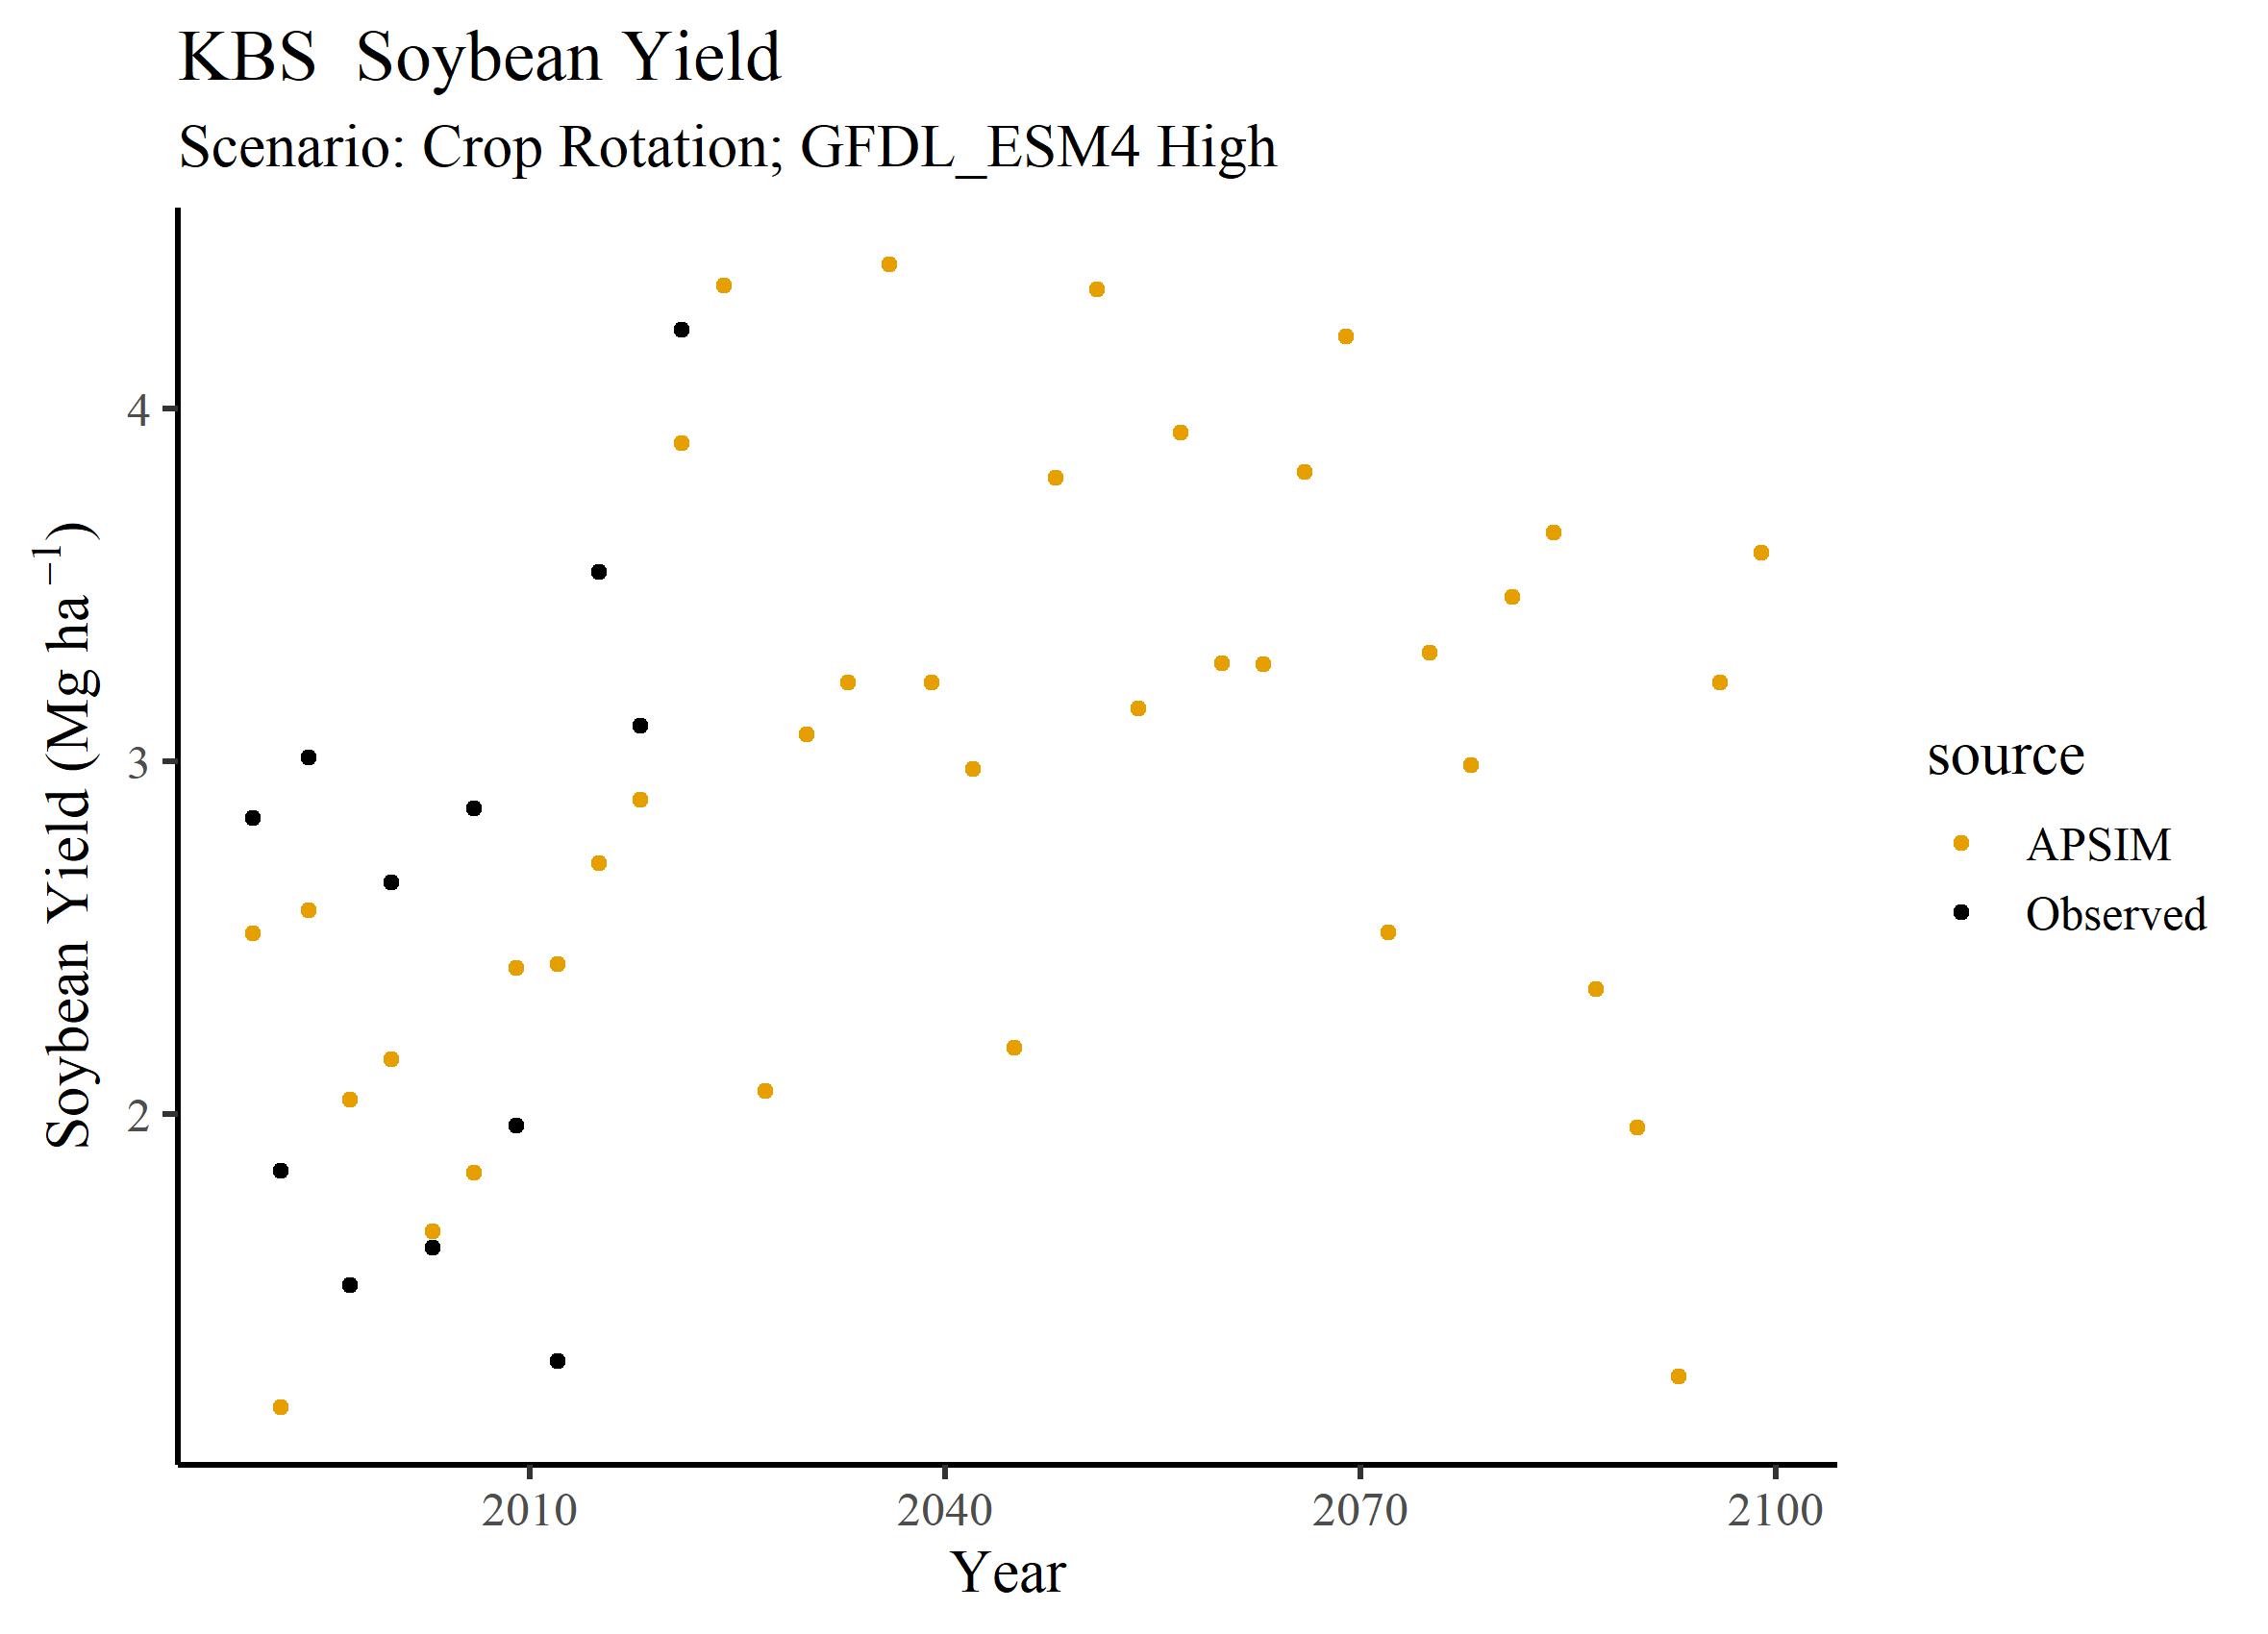 KBS  Soybean Yield
Scenario: Crop Rotation; GFDL_ESM4 High
Soybean Yield (Mg ha⁻¹)
4
3
2
2010
2040
2070
2100
Year
source
APSIM
Observed